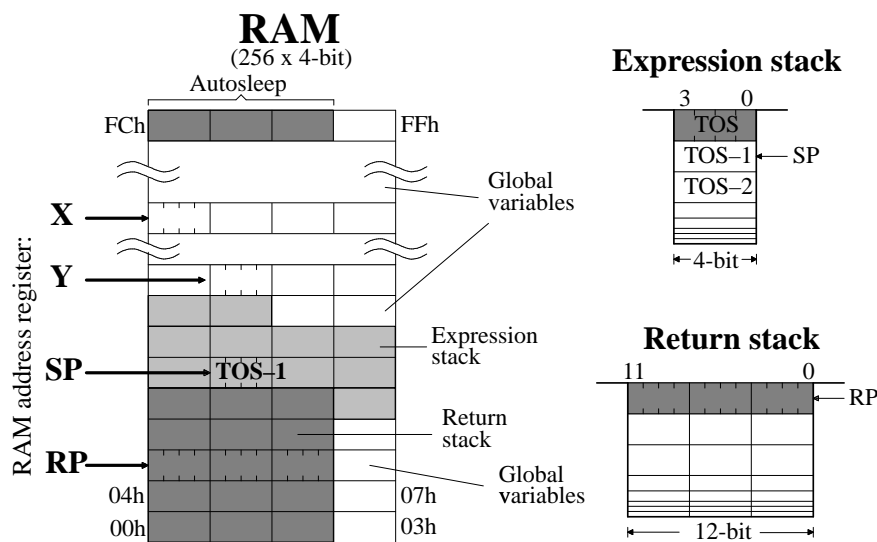 RAM
(256 x 4-bit)
Autosleep
FCh
FFh
Global
variables
X
Y
Expression
stack
SP
TOS–1
Return
stack
RP
Global
variables
04h
07h
00h
03h
RAM address register:
Expression stack
3
0
TOS
TOS–1
SP
TOS–2
4-bit
Return stack
11
0
RP
12-bit